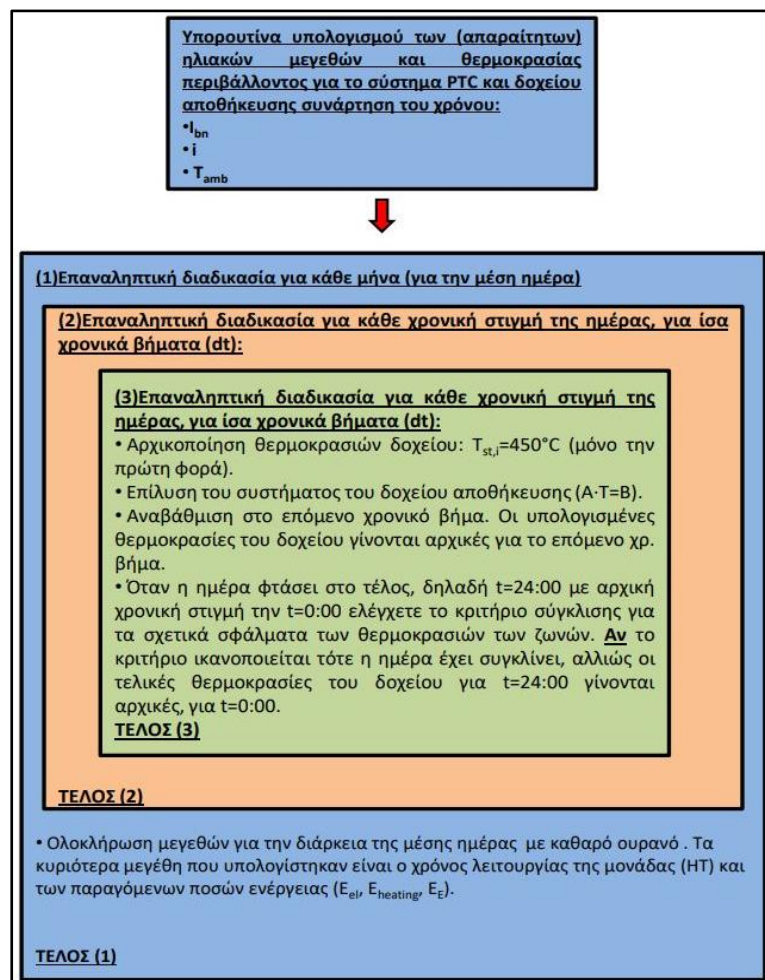 Υπορουτίνα υπολογισμού των (απαραίτητων)
ηλιακών μεγεθών και θερμοκρασίας
περιβάλλοντος για το σύστημα PTC και δοχείου
αποθήκευσης συνάρτηση του χρόνου:
•I_bn
•i
• T_amb
(1)Επαναληπτική διαδικασία για κάθε μήνα (για την μέση ημέρα)
(2)Επαναληπτική διαδικασία για κάθε χρονική στιγμή της ημέρας, για ίσα
χρονικά βήματα (dt):
(3)Επαναληπτική διαδικασία για κάθε χρονική στιγμή της
ημέρας, για ίσα χρονικά βήματα (dt):
• Αρχικοποίηση θερμοκρασιών δοχείου: T_st,i=450°C (μόνο την
πρώτη φορά).
• Επίλυση του συστήματος του δοχείου αποθήκευσης (A·T=B).
• Αναβάθμιση στο επόμενο χρονικό βήμα. Οι υπολογισμένες
θερμοκρασίες του δοχείου γίνονται αρχικές για το επόμενο χρ.
βήμα.
• Όταν η ημέρα φτάσει στο τέλος, δηλαδή t=24:00 με αρχική
χρονική στιγμή την t=0:00 ελέγχετε το κριτήριο σύγκλισης για
τα σχετικά σφάλματα των θερμοκρασιών των ζωνών. Αν το
κριτήριο ικανοποιείται τότε η ημέρα έχει συγκλίνει, αλλιώς οι
τελικές θερμοκρασίες του δοχείου για t=24:00 γίνονται
αρχικές, για t=0:00.
ΤΕΛΟΣ (3)
ΤΕΛΟΣ (2)
• Ολοκλήρωση μεγεθών για την διάρκεια της μέσης ημέρας με καθαρό ουρανό . Τα
κυριότερα μεγέθη που υπολογίστηκαν είναι ο χρόνος λειτουργίας της μονάδας (HT) και
των παραγόμενων ποσών ενέργειας (E_el, E_heating, E_E).
ΤΕΛΟΣ (1)